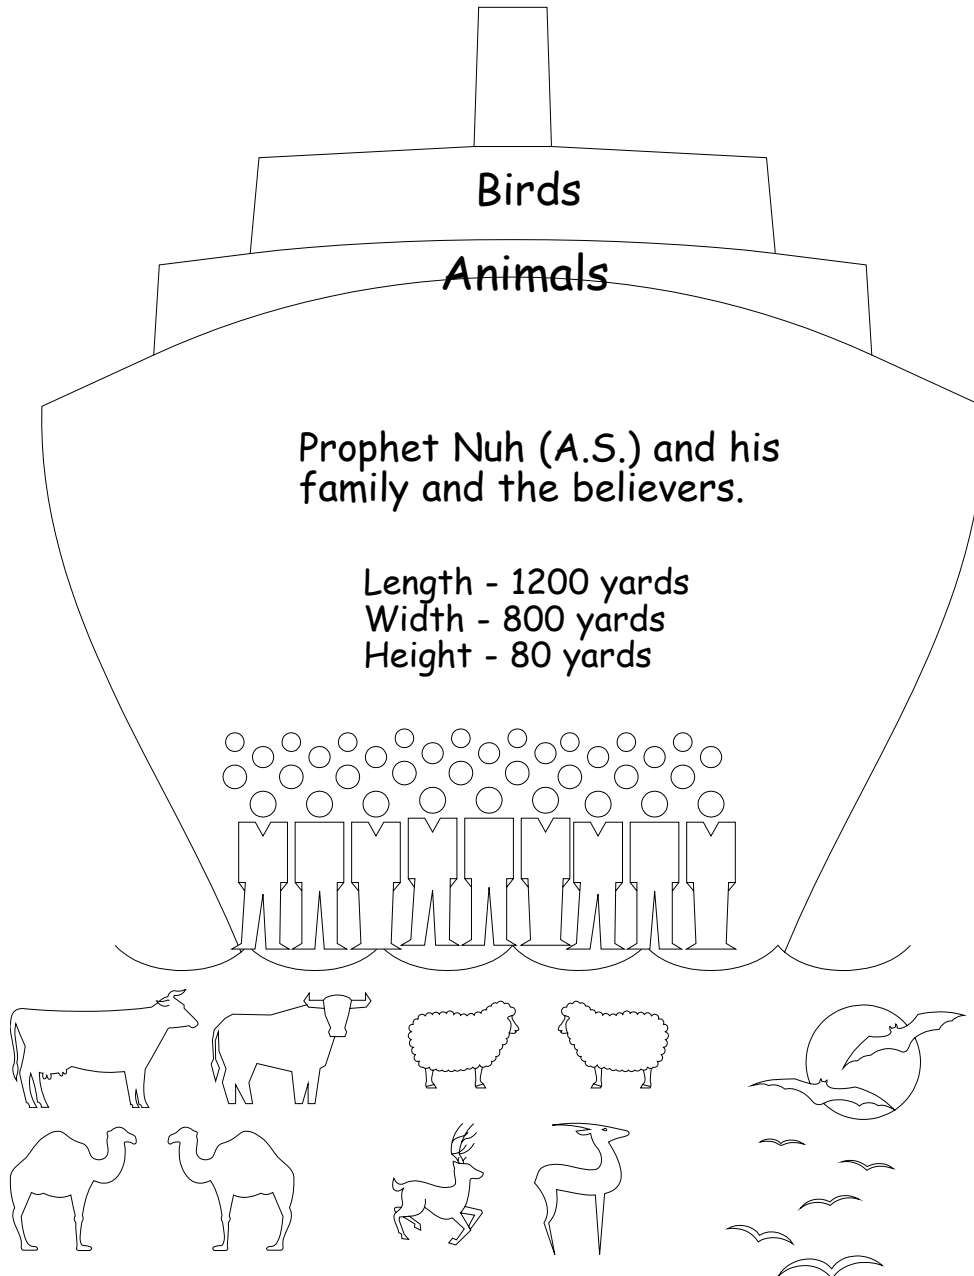 Birds
Animals
Prophet Nuh (A.S.) and his
family and the believers.
Length - 1200 yards
Width - 800 yards
Height - 80 yards